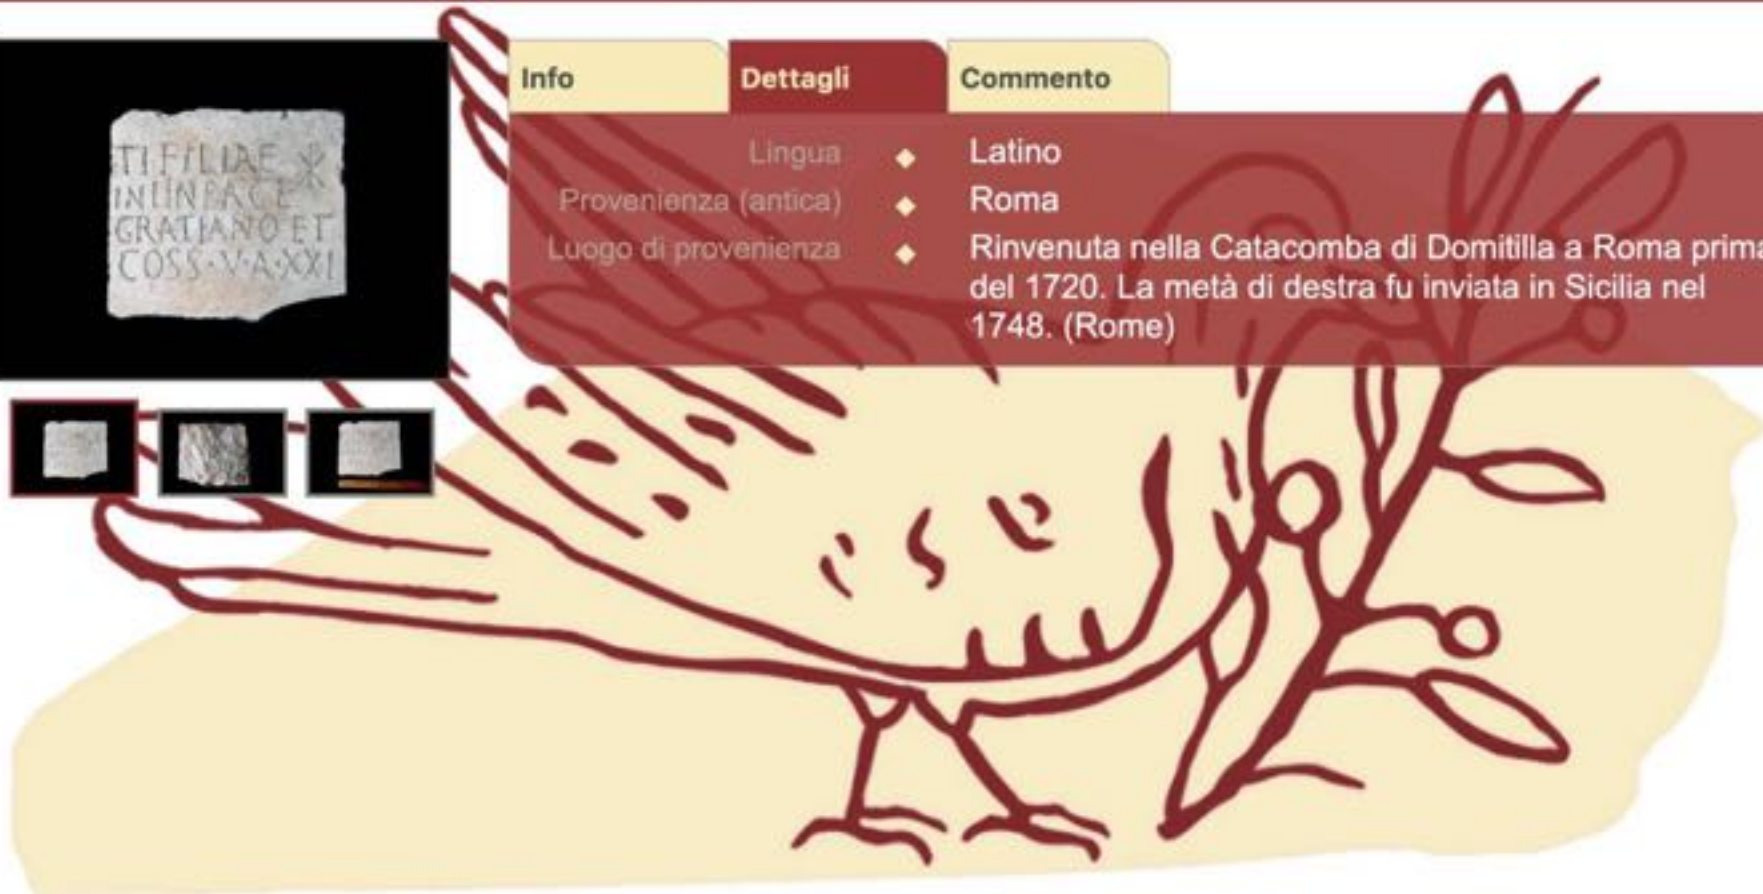 Info
Dettagli
Commento
TI FILIAE ☧
IN UNPACE
GRATIANO ET
COSS·V·A·XXI
Lingua ◆ Latino
Provenienza (antica) ◆ Roma
Luogo di provenienza ◆ Rinvenuta nella Catacomba di Domitilla a Roma prima
del 1720. La metà di destra fu inviata in Sicilia nel
1748. (Rome)